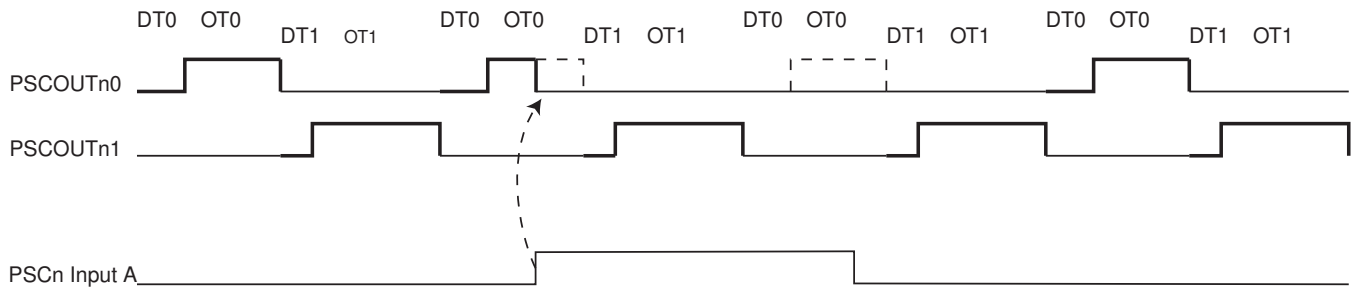 DT0 OT0 DT0 OT0 DT0 OT0 DT0 OT0
DT1 OT1 DT1 OT1 DT1 OT1 DT1 OT1
PSCOUTn0
PSCOUTn1
PSCn Input A